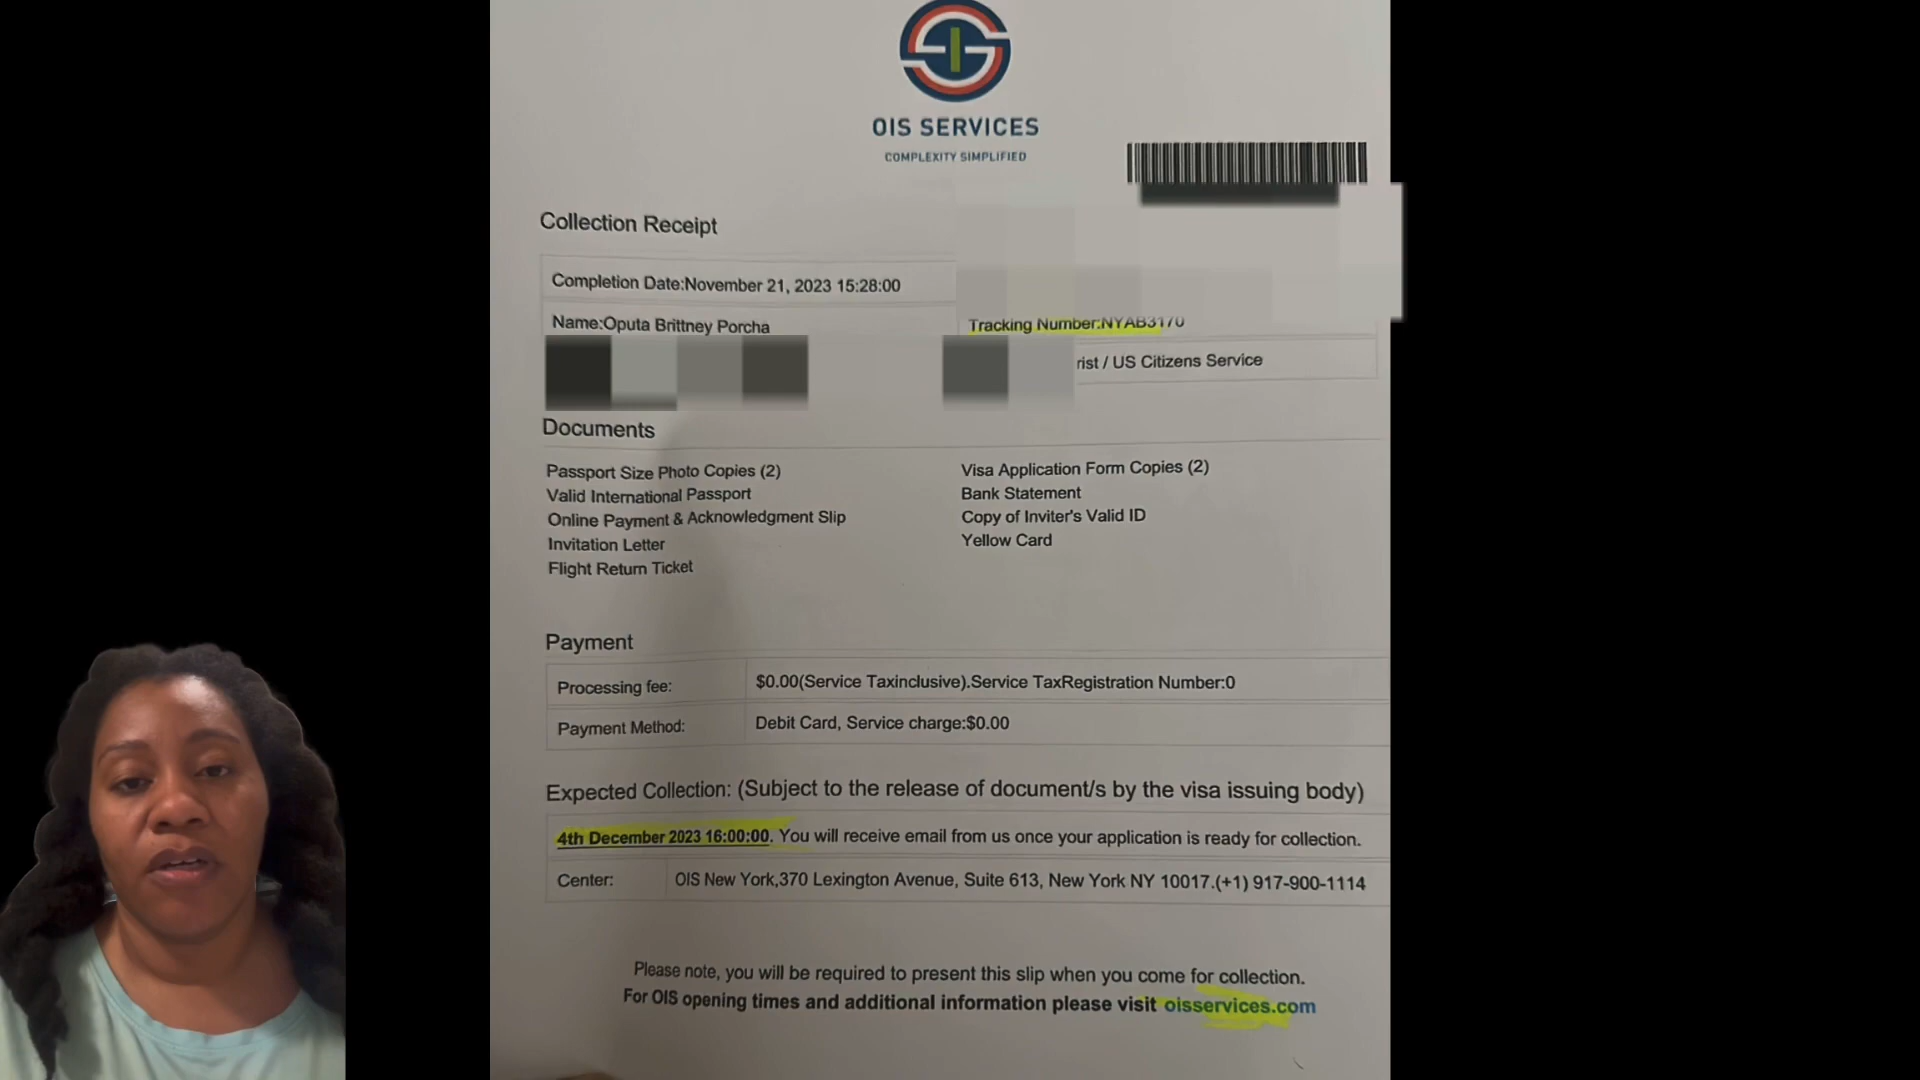 OIS SERVICES
COMPLEXITY SIMPLIFIED
Collection Receipt
Completion Date:November 21, 2023 15:28:00
Name:Oputa Brittney Porcha
Tracking Number:NYAB3170
rist / US Citizens Service
Documents
Passport Size Photo Copies (2)
Visa Application Form Copies (2)
Valid International Passport
Bank Statement
Online Payment & Acknowledgment Slip
Copy of Inviter's Valid ID
Invitation Letter
Yellow Card
Flight Return Ticket
Payment
Processing fee:
$0.00(Service Taxinclusive).Service TaxRegistration Number:0
Payment Method:
Debit Card, Service charge:$0.00
Expected Collection: (Subject to the release of document/s by the visa issuing body)
4th December 2023 16:00:00. You will receive email from us once your application is ready for collection.
Center:
OIS New York,370 Lexington Avenue, Suite 613, New York NY 10017.(+1) 917-900-1114
Please note, you will be required to present this slip when you come for collection.
For OIS opening times and additional information please visit oisservices.com